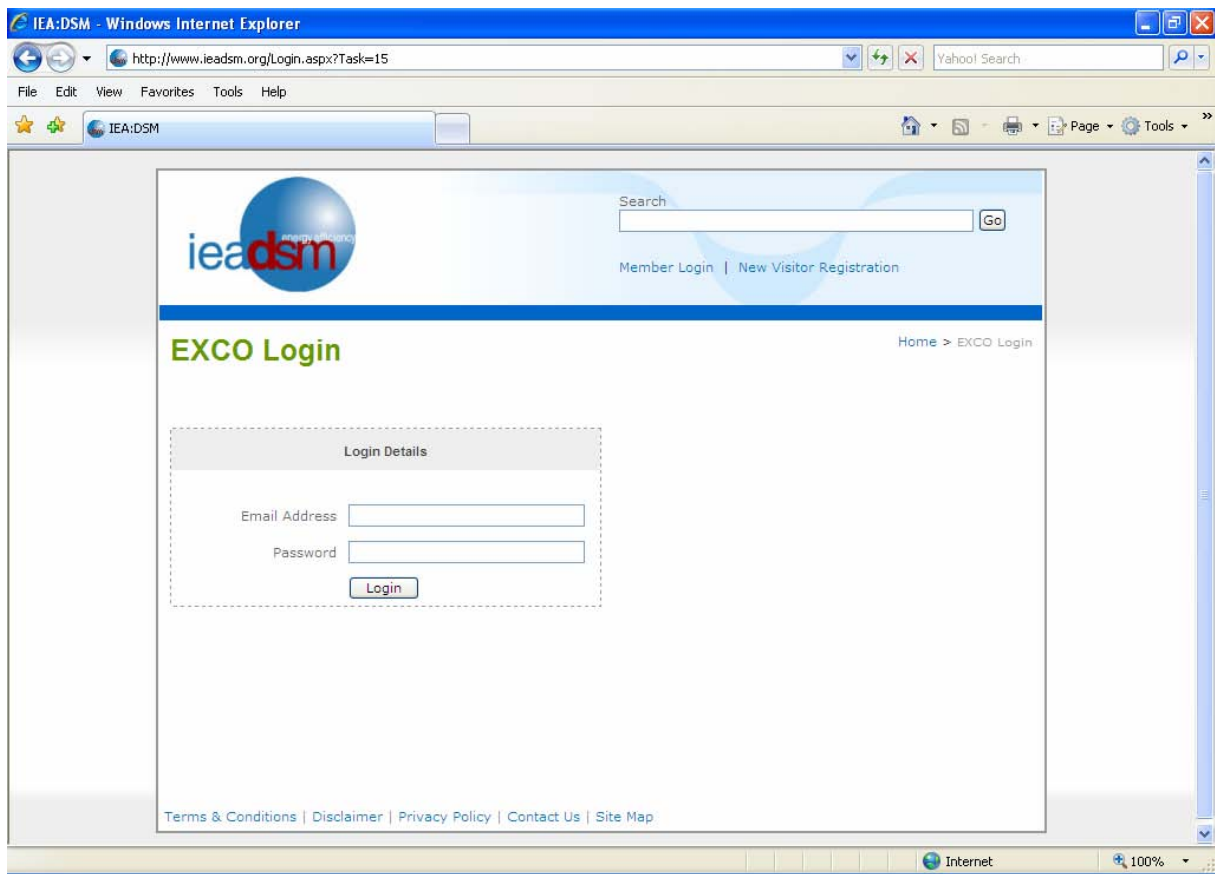 IEA:DSM - Windows Internet Explorer
http://www.ieadsm.org/Login.aspx?Task=15
Yahoo! Search
File Edit View Favorites Tools Help
IEA:DSM
Page Tools
Search
Go
energy efficiency
ieadsm
Member Login | New Visitor Registration
EXCO Login
Home > EXCO Login
Login Details
Email Address
Password
Login
Terms & Conditions | Disclaimer | Privacy Policy | Contact Us | Site Map
Internet 100%